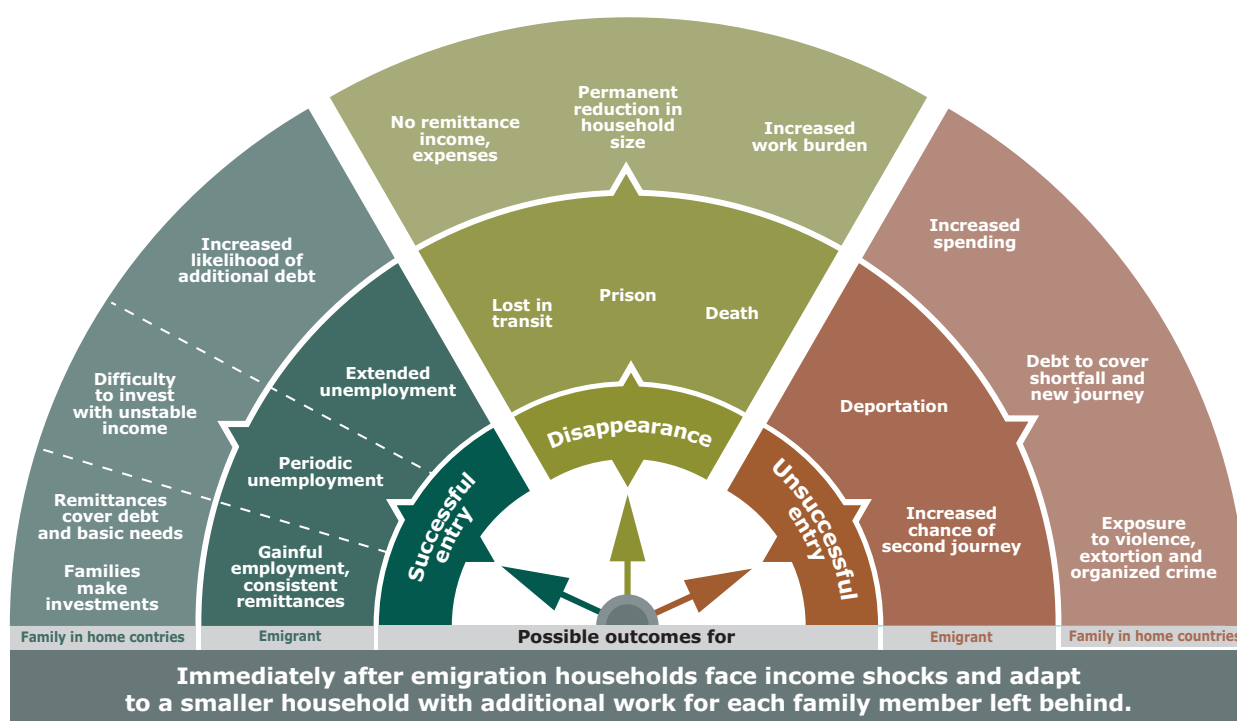 No remittance
income,
expenses
Permanent
reduction in
household
size
Increased
work burden
Lost in
transit
Prison
Death
Disappearance
Increased
likelihood of
additional debt
Difficulty
to invest
with unstable
income
Remittances
cover debt
and basic needs
Families
make
investments
Extended
unemployment
Periodic
unemployment
Gainful
employment,
consistent
remittances
Successful
entry
Unsuccessful
entry
Deportation
Increased
chance of
second journey
Increased
spending
Debt to cover
shortfall and
new journey
Exposure
to violence,
extortion and
organized crime
Family in home contries
Emigrant
Possible outcomes for
Emigrant
Family in home countries
Immediately after emigration households face income shocks and adapt
to a smaller household with additional work for each family member left behind.